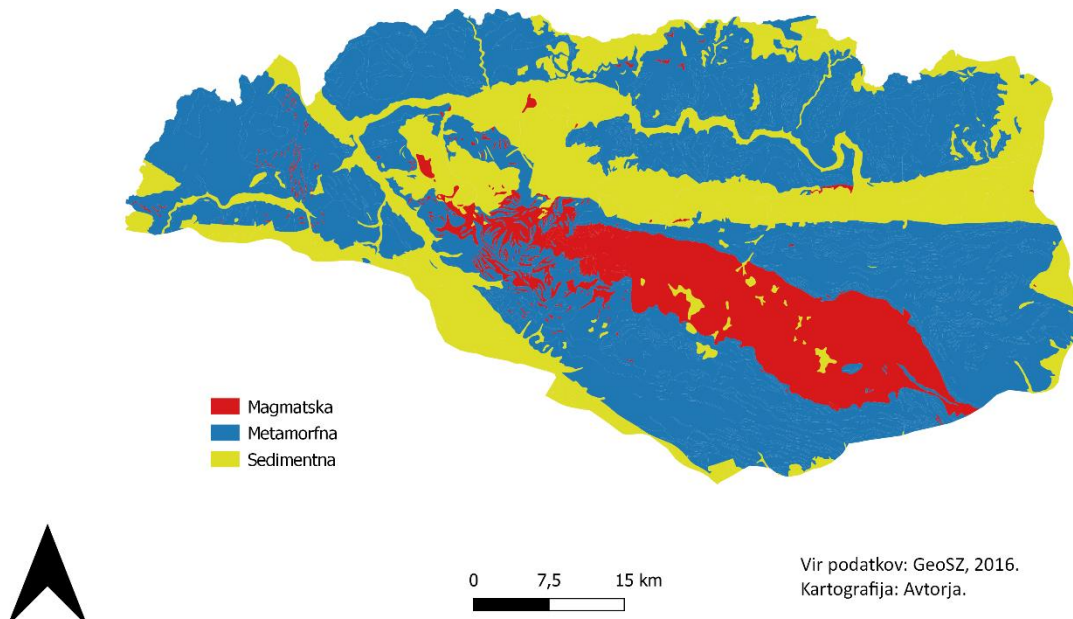 Magmatska
Metamorfna
Sedimentna
0 7,5 15 km
Vir podatkov: GeoSZ, 2016.
Kartografija: Avtorja.